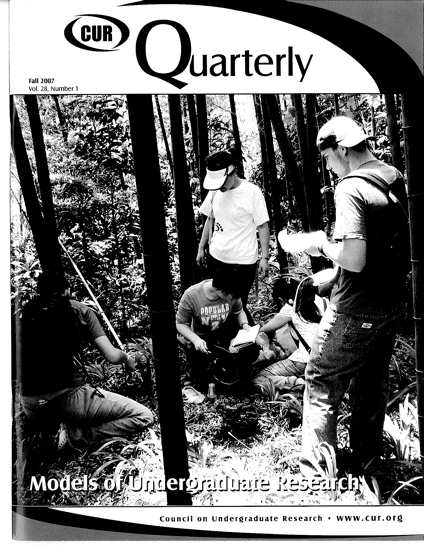 CUR
Quarterly
Fall 2007
Vol. 28, Number 1
POPULAR
Models of Undergraduate Research
Council on Undergraduate Research • www.cur.org